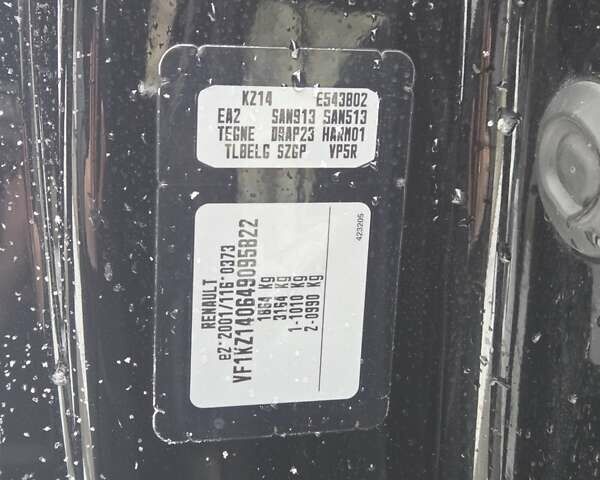 KZ14 E543B02
EA2 SAN913 SAN513
TEGNE DRAP23 HARM01
TLBELG SZGP VP5R
RENAULT
e2*2001/116*0373
VF1KZ140649095822
1864 Kg
3164 Kg
1-1010 Kg
2-0990 Kg
423205